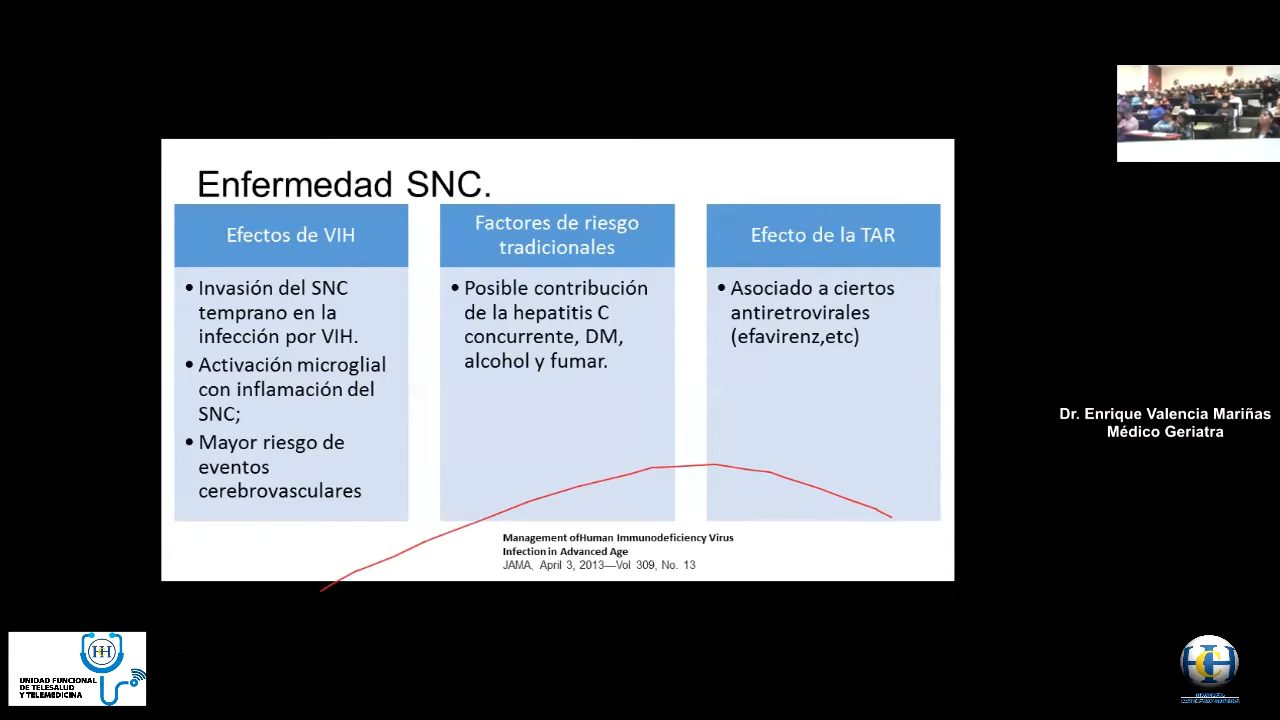 Enfermedad SNC.
Efectos de VIH
• Invasión del SNC
temprano en la
infección por VIH.
• Activación microglial
con inflamación del
SNC;
• Mayor riesgo de
eventos
cerebrovasculares
Factores de riesgo
tradicionales
• Posible contribución
de la hepatitis C
concurrente, DM,
alcohol y fumar.
Efecto de la TAR
• Asociado a ciertos
antiretrovirales
(efavirenz,etc)
Management ofHuman Immunodeficiency Virus
Infection in Advanced Age
JAMA, April 3, 2013—Vol 309, No. 13
Dr. Enrique Valencia Mariñas
Médico Geriatra
HH
UNIDAD FUNCIONAL
DE TELESALUD
Y TELEMEDICINA